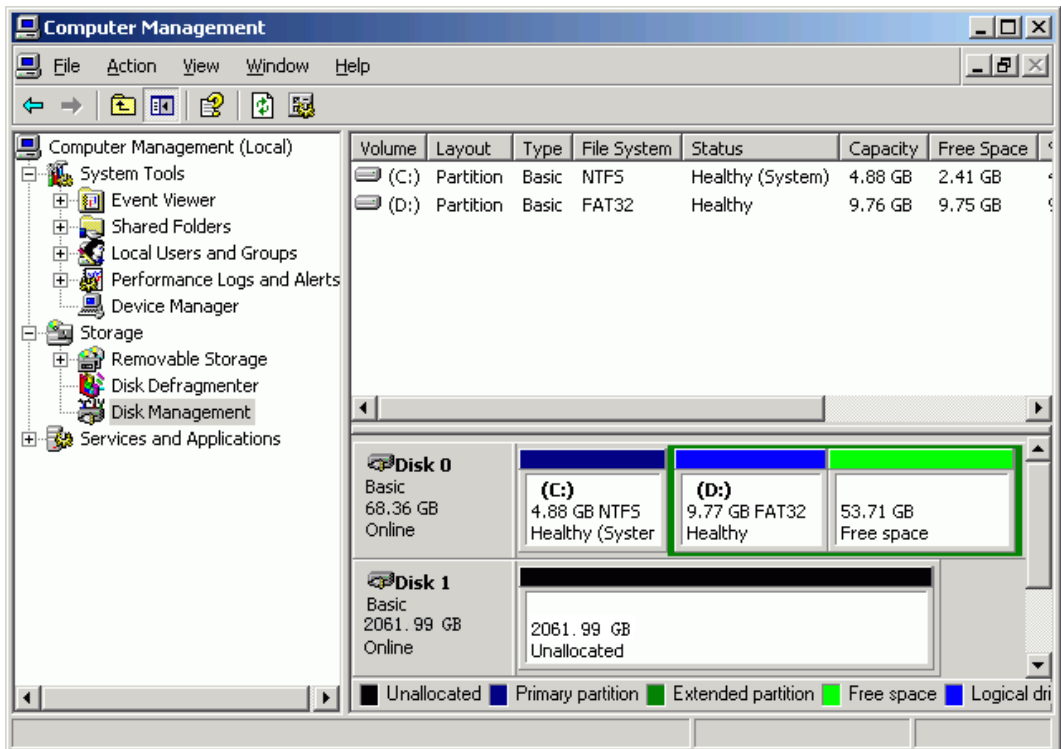 Computer Management
File Action View Window Help
Computer Management (Local)
System Tools
Event Viewer
Shared Folders
Local Users and Groups
Performance Logs and Alerts
Device Manager
Storage
Removable Storage
Disk Defragmenter
Disk Management
Services and Applications
Volume Layout Type File System Status Capacity Free Space
(C:) Partition Basic NTFS Healthy (System) 4.88 GB 2.41 GB
(D:) Partition Basic FAT32 Healthy 9.76 GB 9.75 GB
Disk 0
Basic
68.36 GB
Online
(C:)
4.88 GB NTFS
Healthy (Syster
(D:)
9.77 GB FAT32
Healthy
53.71 GB
Free space
Disk 1
Basic
2061.99 GB
Online
2061.99 GB
Unallocated
Unallocated Primary partition Extended partition Free space Logical dri